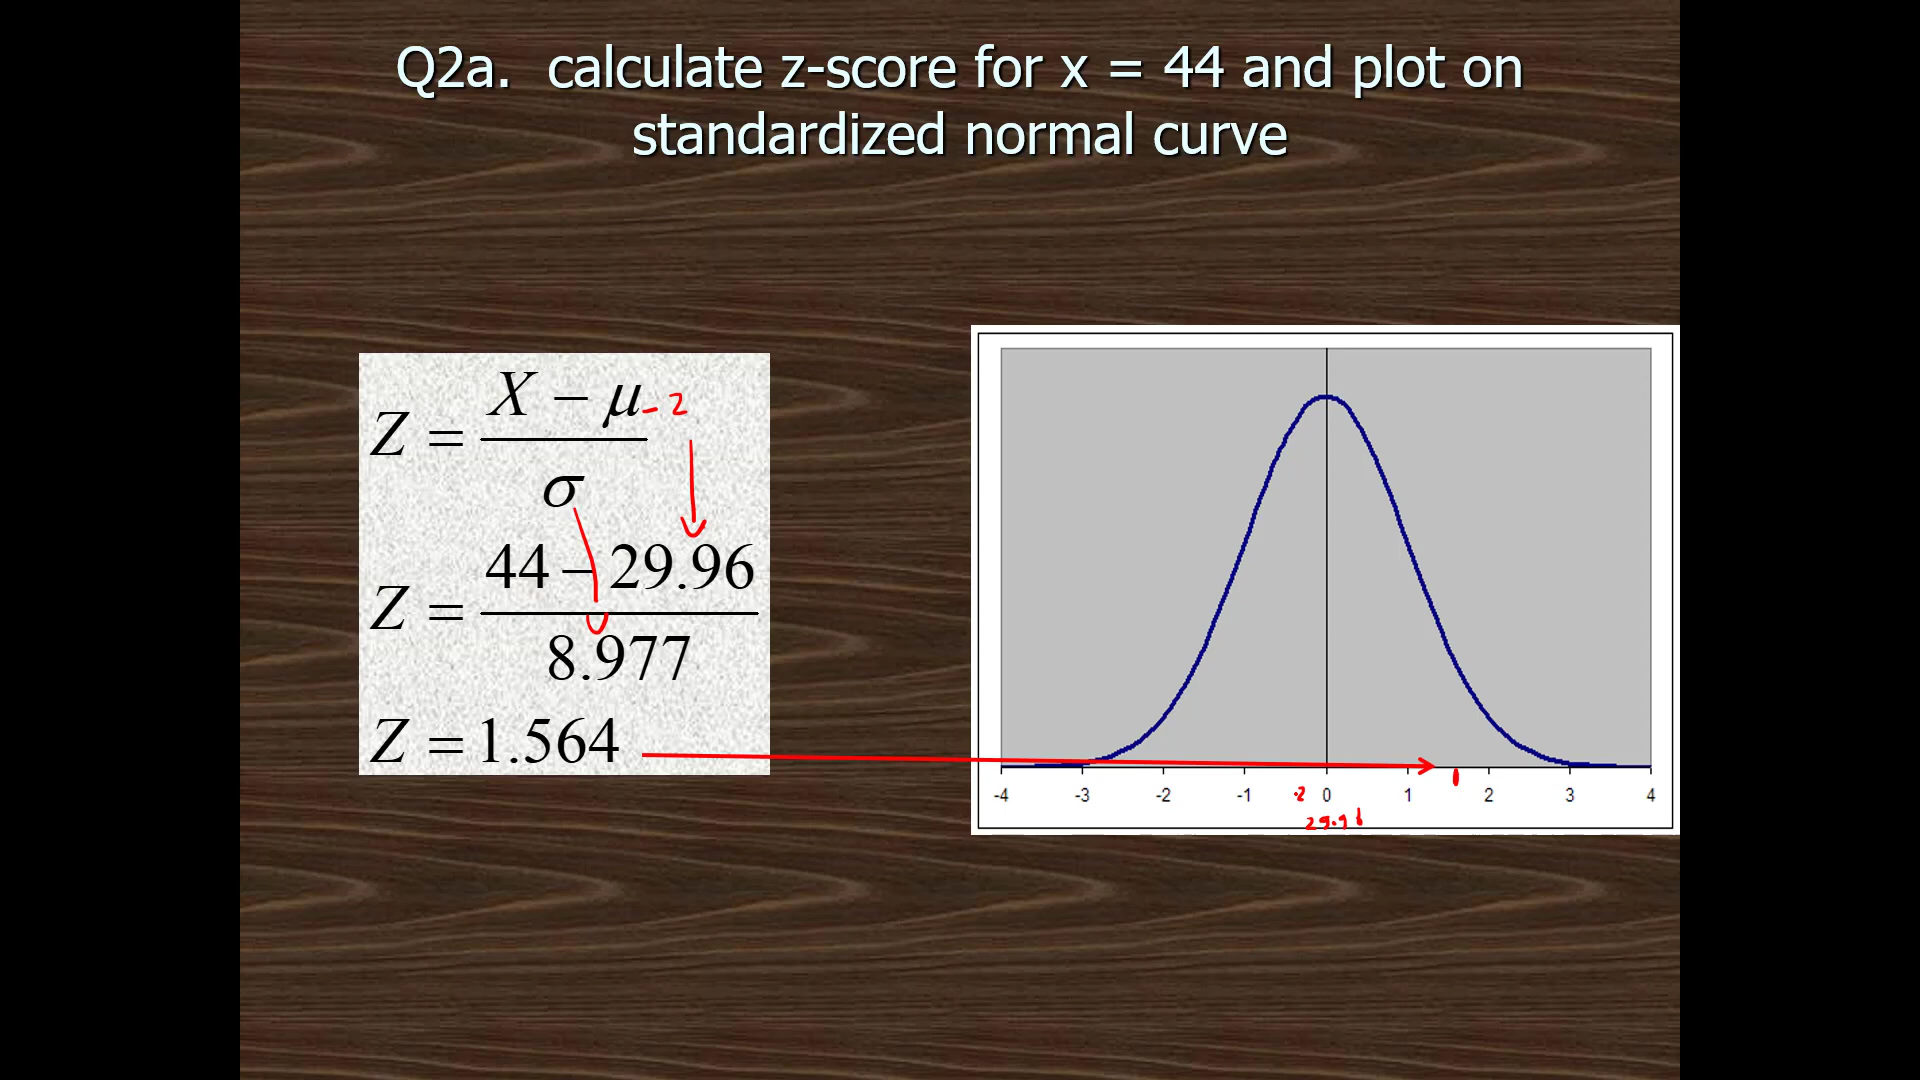 Q2a. calculate z-score for x = 44 and plot on
standardized normal curve
Z = X − μ / σ
- 2
Z = 44 − 29.96 / 8.977
Z = 1.564
-4 -3 -2 -1 0 1 2 3 4
29.96